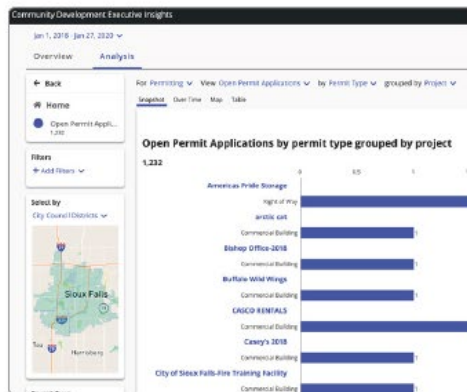 Community Development Executive Insights
Jan 1, 2018 - Jan 27, 2020
Overview Analysis
← Back
Home
Open Permit Appli...
1,232
Filters
+ Add Filters
Select by
City Council Districts
Sioux Falls
Tea
Harrisburg
For Permitting View Open Permit Applications by Permit Type grouped by Project
Snapshot Over Time Map Table
Open Permit Applications by permit type grouped by project
1,232
0 0.5 1
Americas Pride Storage
Right of Way
arctic cat
Commercial Building 1
Bishop Office-2018
Commercial Building 1
Buffalo Wild Wings
Commercial Building 1
CASCO RENTALS
Commercial Building
Casey's 2018
Commercial Building 1
City of Sioux Falls-Fire Training Facility
Commercial Building 1